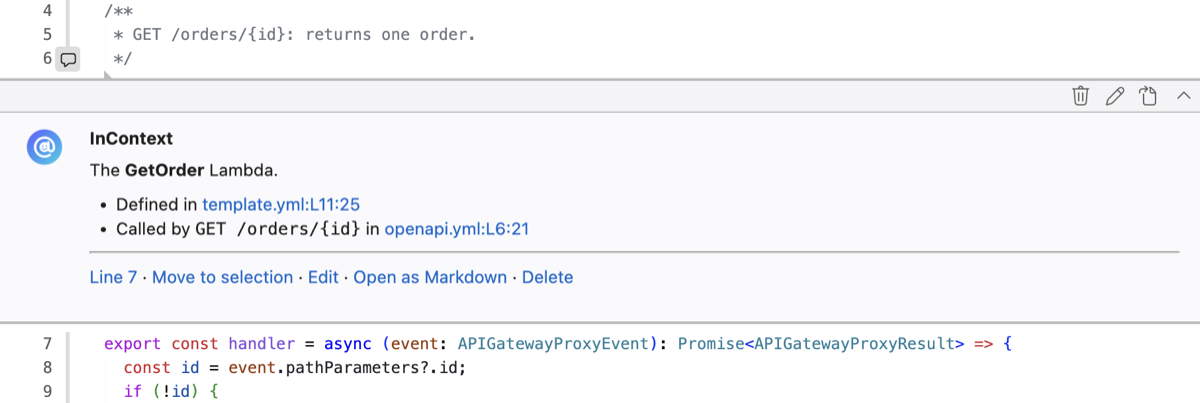 4 /**
5 * GET /orders/{id}: returns one order.
6 */
InContext
The GetOrder Lambda.
• Defined in template.yml:L11:25
• Called by GET /orders/{id} in openapi.yml:L6:21
Line 7 · Move to selection · Edit · Open as Markdown · Delete
7 export const handler = async (event: APIGatewayProxyEvent): Promise<APIGatewayProxyResult> => {
8 const id = event.pathParameters?.id;
9 if (!id) {